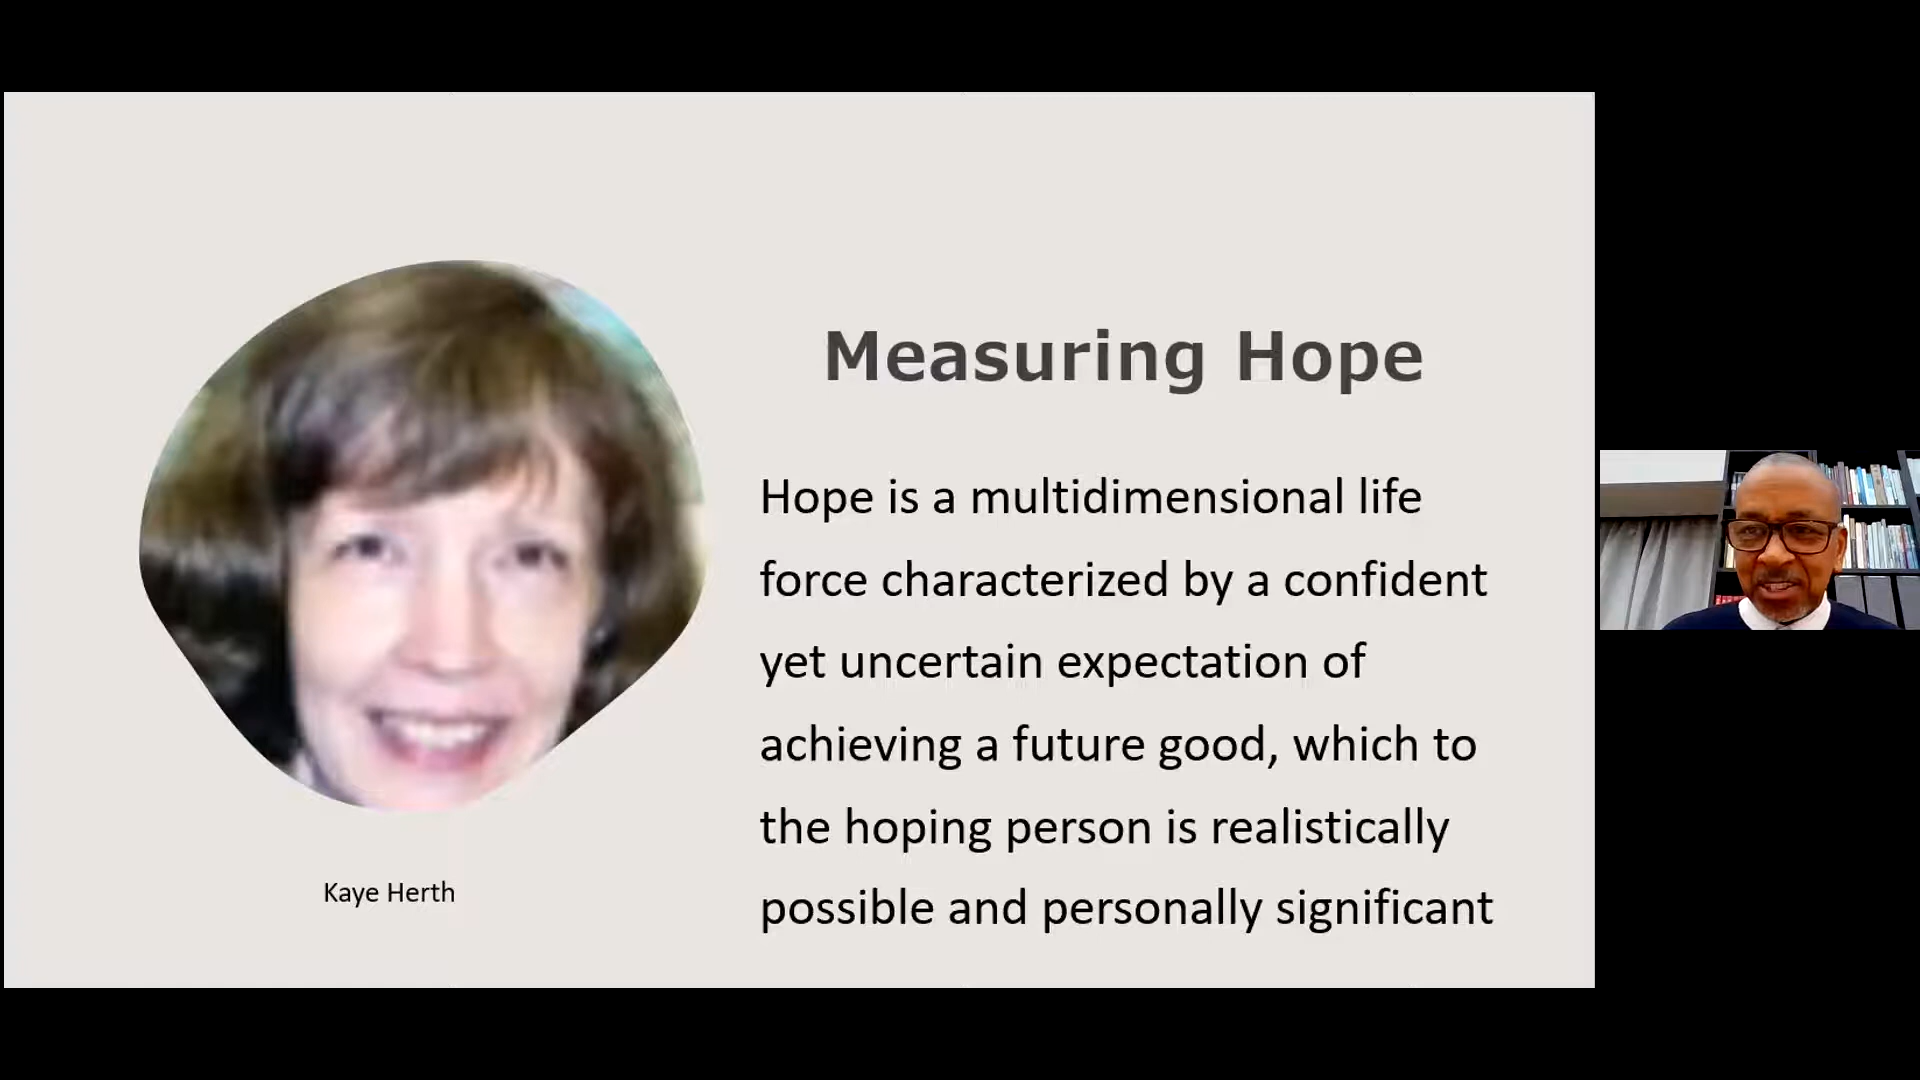 Measuring Hope
Hope is a multidimensional life
force characterized by a confident
yet uncertain expectation of
achieving a future good, which to
the hoping person is realistically
possible and personally significant
Kaye Herth